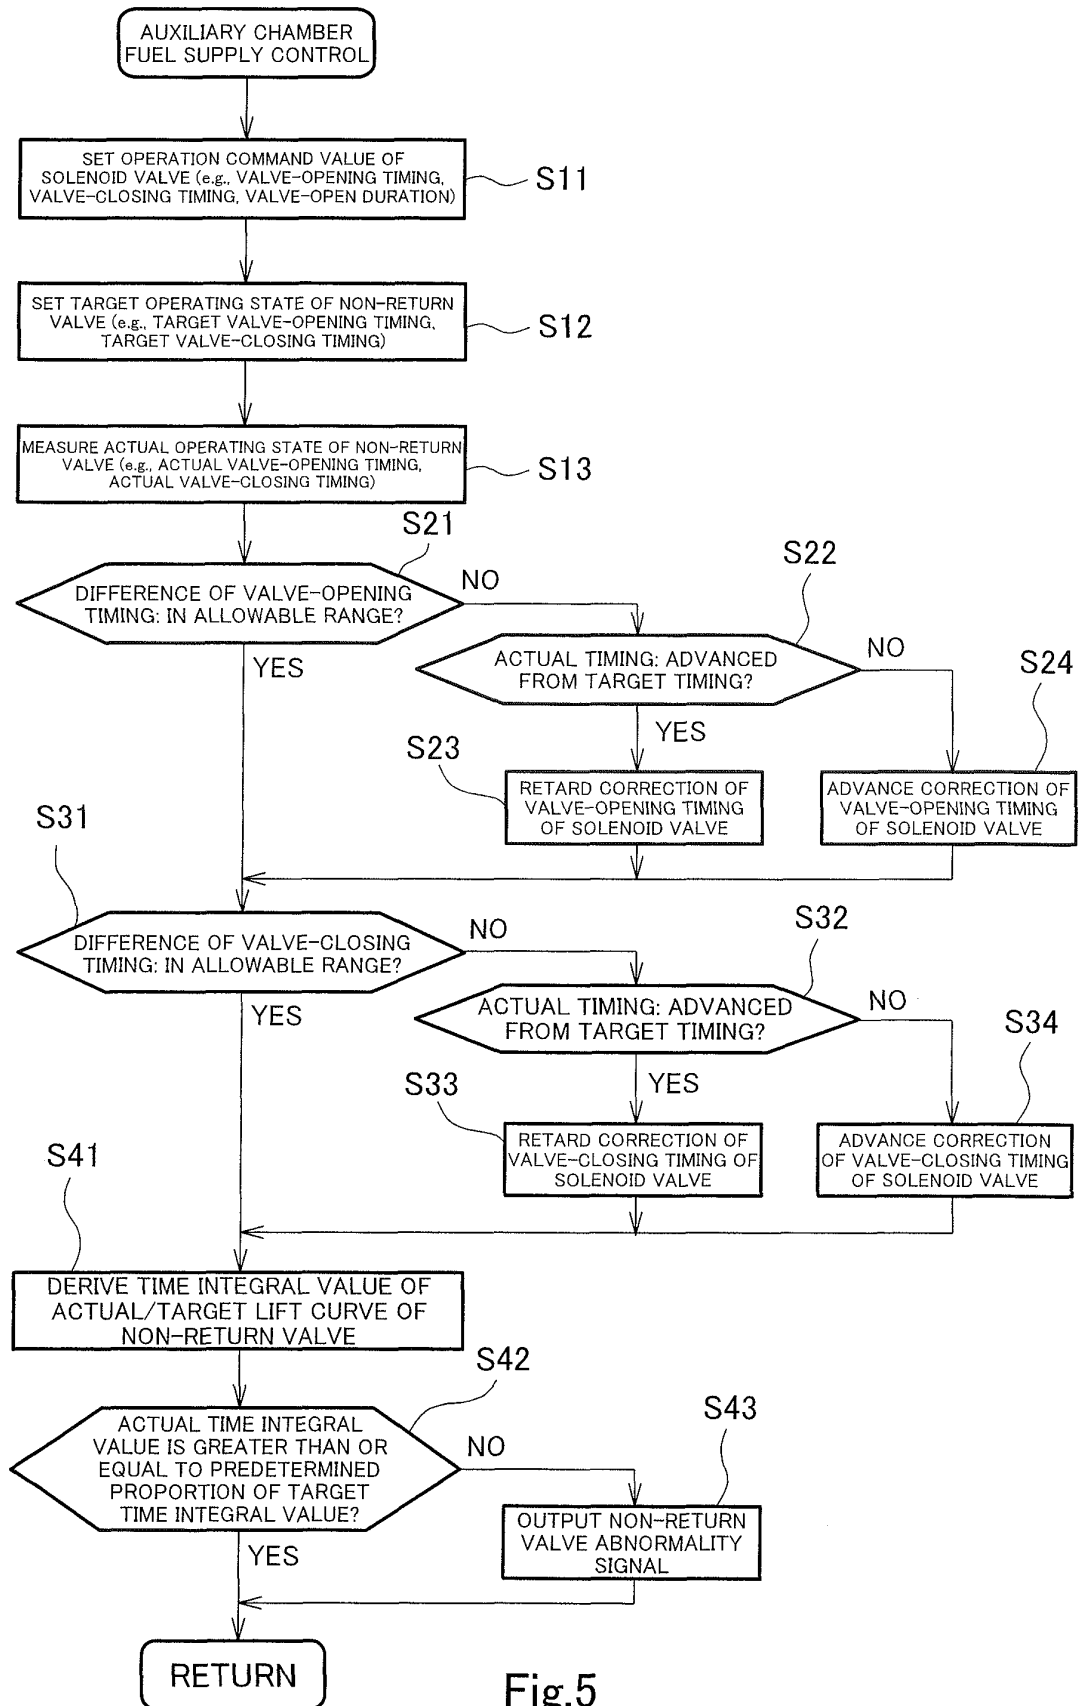 AUXILIARY CHAMBER
FUEL SUPPLY CONTROL
SET OPERATION COMMAND VALUE OF
SOLENOID VALVE (e.g., VALVE-OPENING TIMING,
VALVE-CLOSING TIMING, VALVE-OPEN DURATION)
S11
SET TARGET OPERATING STATE OF NON-RETURN
VALVE (e.g., TARGET VALVE-OPENING TIMING,
TARGET VALVE-CLOSING TIMING)
S12
MEASURE ACTUAL OPERATING STATE OF NON-RETURN
VALVE (e.g., ACTUAL VALVE-OPENING TIMING,
ACTUAL VALVE-CLOSING TIMING)
S13
S21
DIFFERENCE OF VALVE-OPENING
TIMING: IN ALLOWABLE RANGE?
NO
YES
S22
ACTUAL TIMING: ADVANCED
FROM TARGET TIMING?
NO
YES
S23
RETARD CORRECTION OF
VALVE-OPENING TIMING
OF SOLENOID VALVE
S24
ADVANCE CORRECTION OF
VALVE-OPENING TIMING
OF SOLENOID VALVE
S31
DIFFERENCE OF VALVE-CLOSING
TIMING: IN ALLOWABLE RANGE?
NO
YES
S32
ACTUAL TIMING: ADVANCED
FROM TARGET TIMING?
NO
YES
S33
RETARD CORRECTION OF
VALVE-CLOSING TIMING OF
SOLENOID VALVE
S34
ADVANCE CORRECTION
OF VALVE-CLOSING TIMING
OF SOLENOID VALVE
S41
DERIVE TIME INTEGRAL VALUE OF
ACTUAL/TARGET LIFT CURVE OF
NON-RETURN VALVE
S42
ACTUAL TIME INTEGRAL
VALUE IS GREATER THAN OR
EQUAL TO PREDETERMINED
PROPORTION OF TARGET
TIME INTEGRAL VALUE?
NO
YES
S43
OUTPUT NON-RETURN
VALVE ABNORMALITY
SIGNAL
RETURN
Fig.5